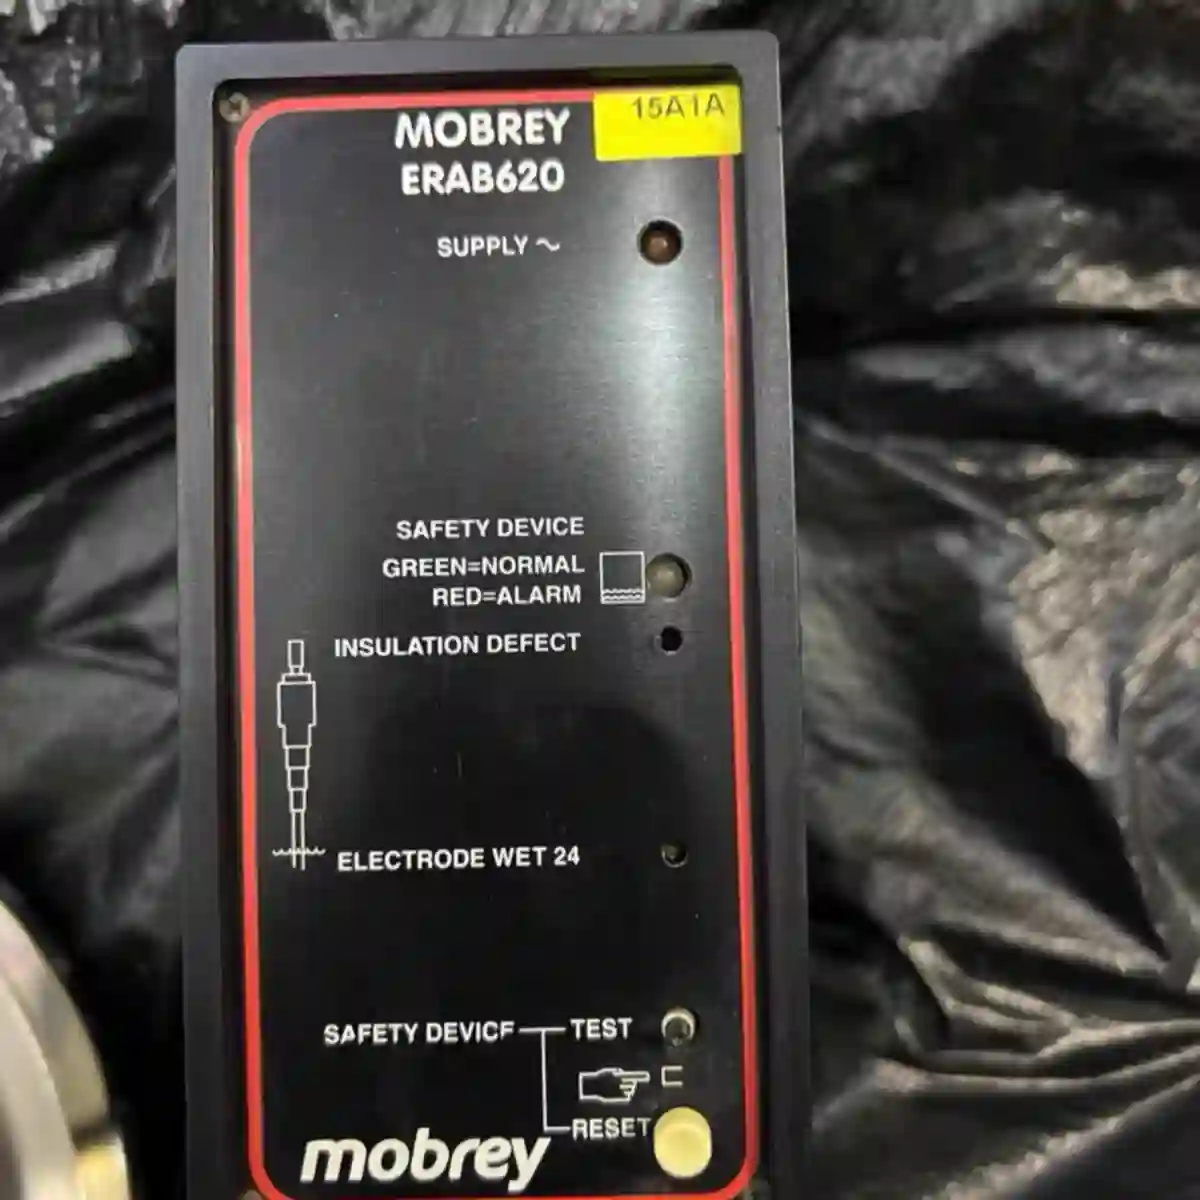 15A1A
MOBREY
ERAB620
SUPPLY ~
SAFETY DEVICE
GREEN=NORMAL
RED=ALARM
INSULATION DEFECT
ELECTRODE WET 24
SAFETY DEVICE TEST
RESET
mobrey